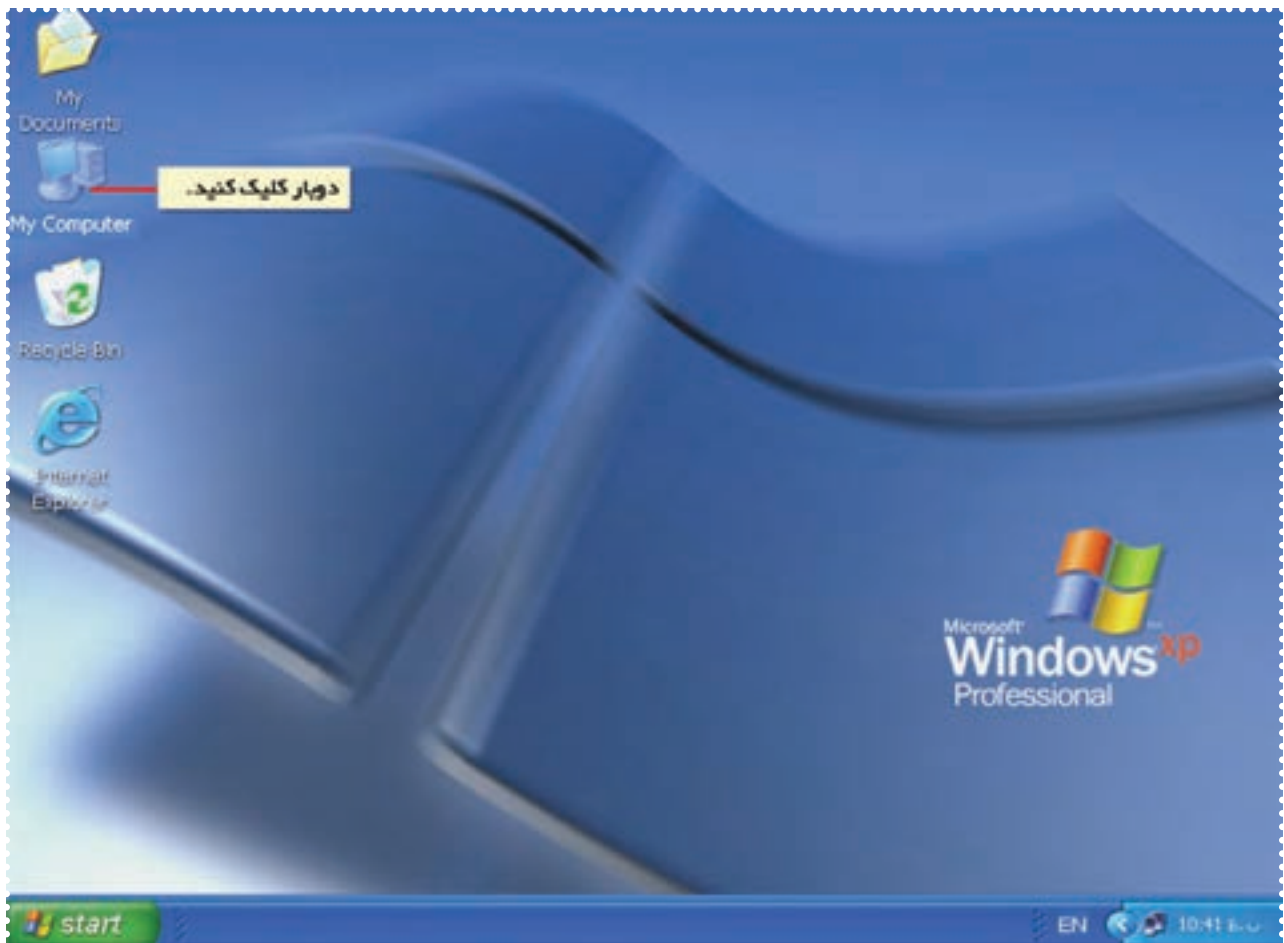 My
Documents
دوبار کلیک کنید.
My Computer
Recycle Bin
Internet
Explorer
Microsoft
Windows xp
Professional
start
EN
10:41